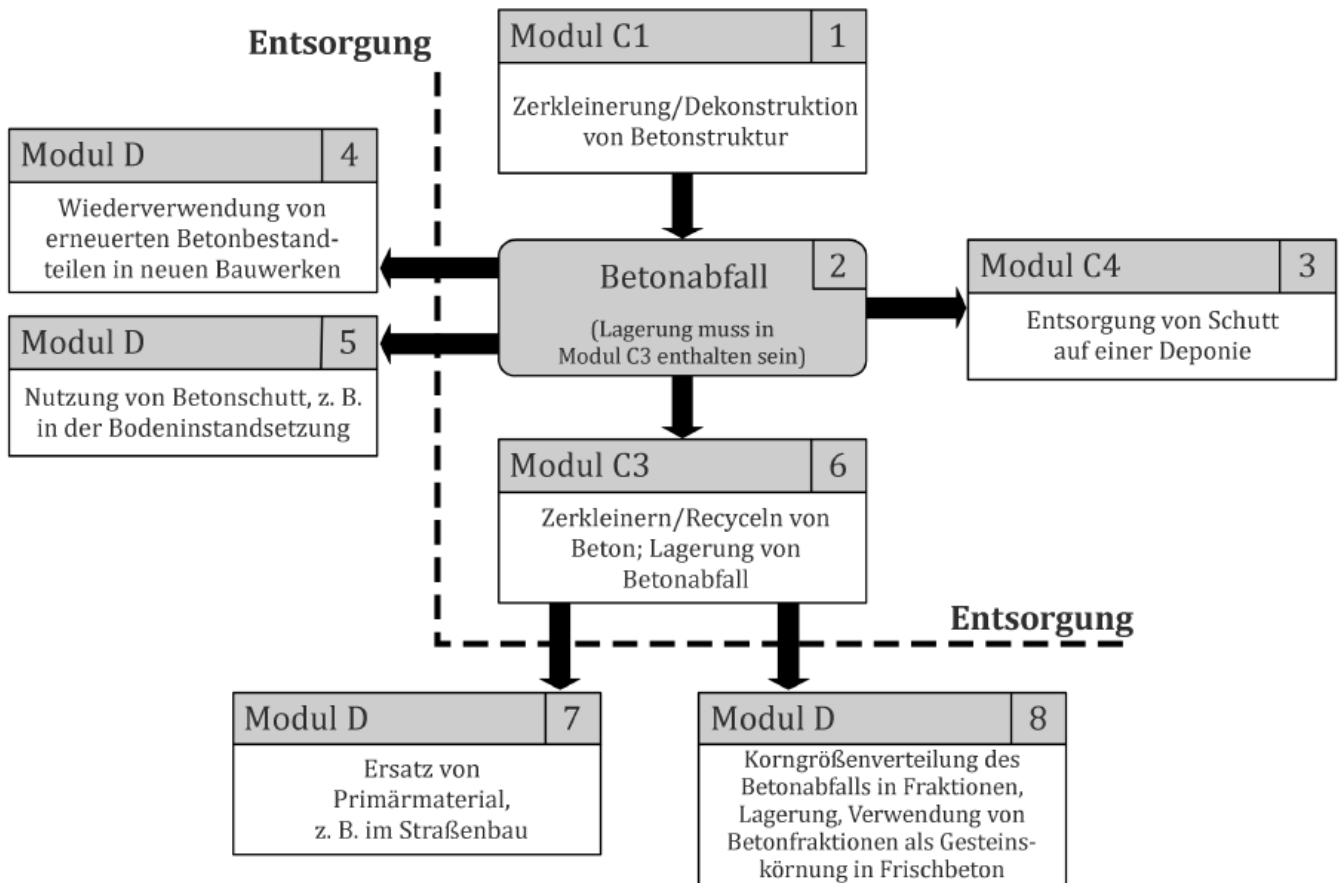 Entsorgung
Modul C1 1
Zerkleinerung/Dekonstruktion
von Betonstruktur
Modul D 4
Wiederverwendung von
erneuerten Betonbestand-
teilen in neuen Bauwerken
Betonabfall 2
(Lagerung muss in
Modul C3 enthalten sein)
Modul C4 3
Entsorgung von Schutt
auf einer Deponie
Modul D 5
Nutzung von Betonschutt, z. B.
in der Bodeninstandsetzung
Modul C3 6
Zerkleinern/Recyceln von
Beton; Lagerung von
Betonabfall
Entsorgung
Modul D 7
Ersatz von
Primärmaterial,
z. B. im Straßenbau
Modul D 8
Korngrößenverteilung des
Betonabfalls in Fraktionen,
Lagerung, Verwendung von
Betonfraktionen als Gesteins-
körnung in Frischbeton